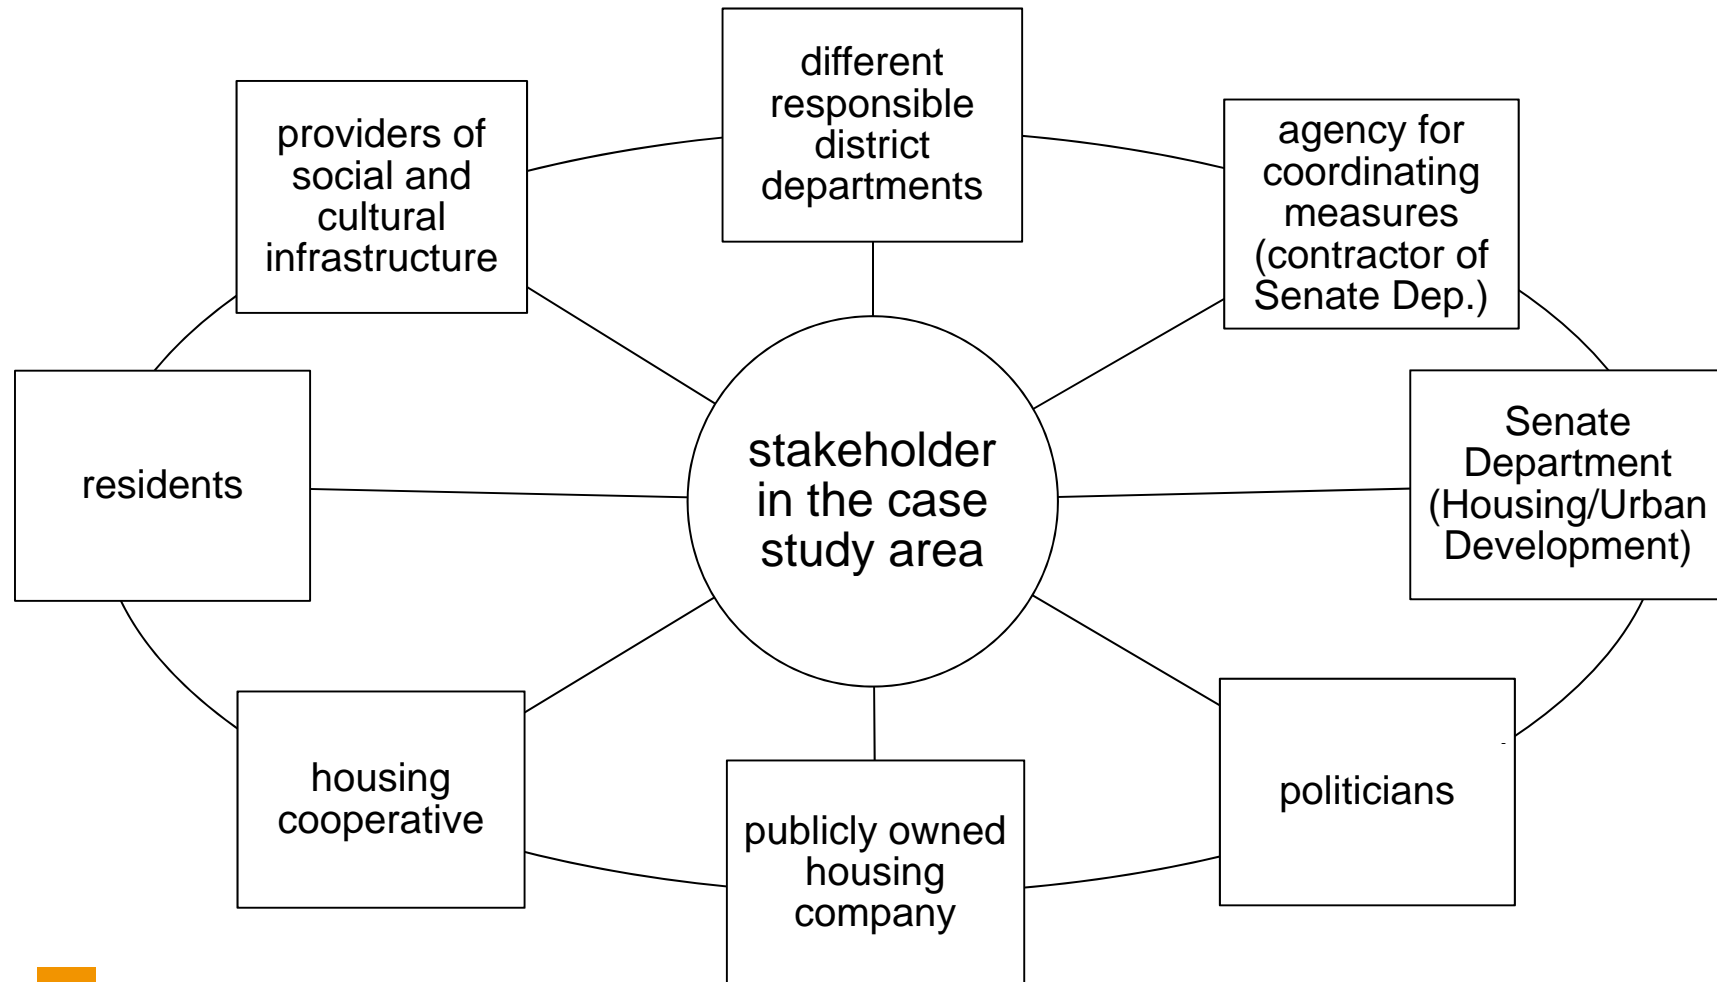 different
responsible
district
departments
agency for
coordinating
measures
(contractor of
Senate Dep.)
providers of
social and
cultural
infrastructure
Senate
Department
(Housing/Urban
Development)
residents
stakeholder
in the case
study area
politicians
housing
cooperative
publicly owned
housing
company